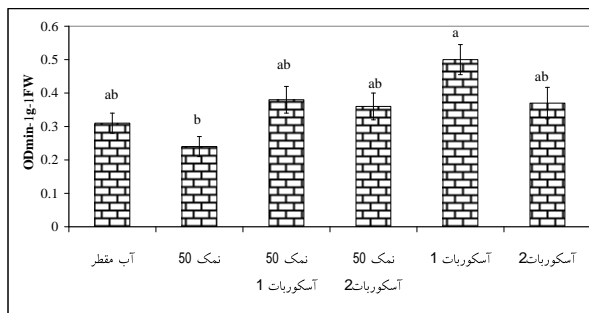 0.6
0.5
0.4
0.3
0.2
0.1
0
ODmin-1g-1FW
ab
b
ab
ab
a
ab
آب مقطر
نمک 50
نمک 50
آسکوربات 1
نمک 50
آسکوربات2
آسکوربات 1
آسکوربات2